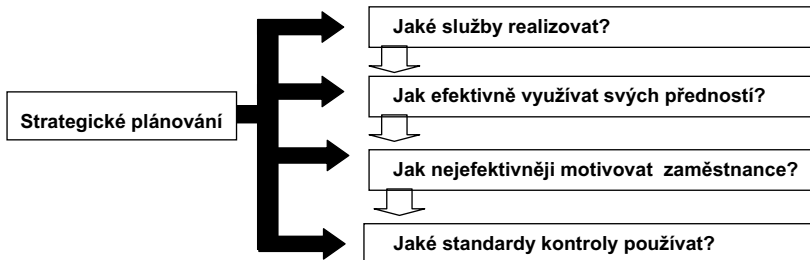 Jaké služby realizovat?
Jak efektivně využívat svých předností?
Strategické plánování
Jak nejefektivněji motivovat zaměstnance?
Jaké standardy kontroly používat?